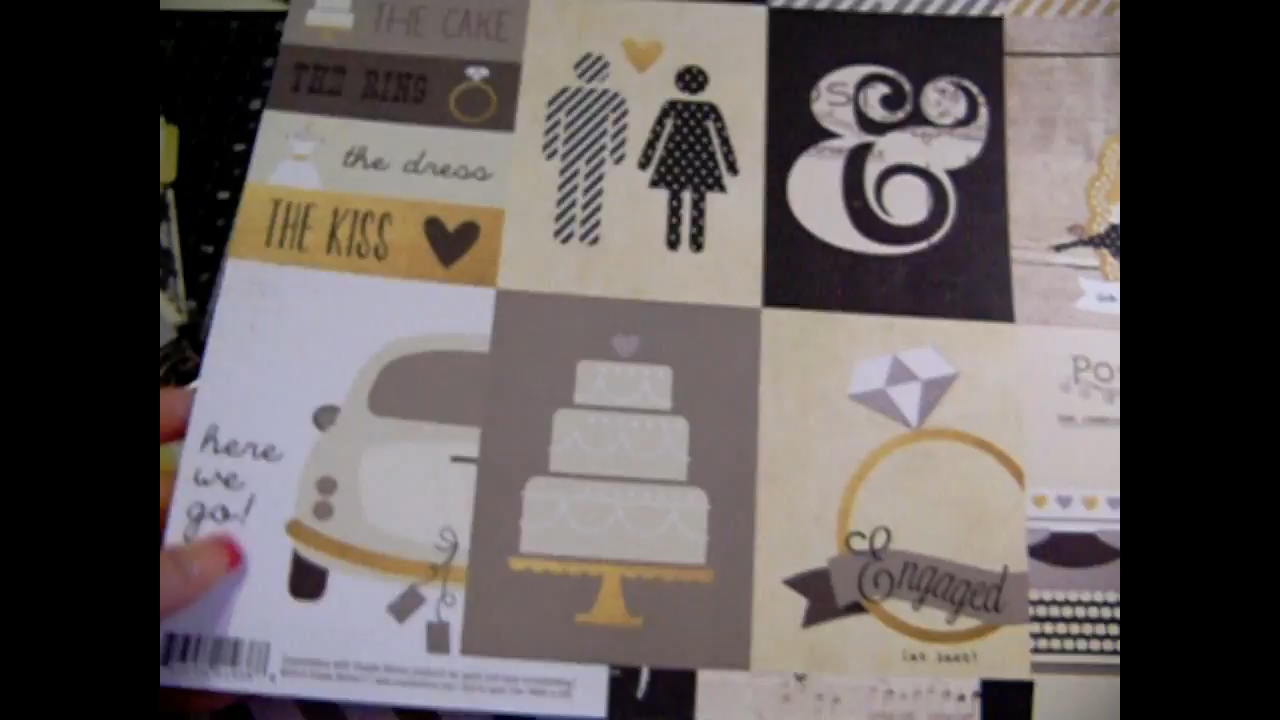 THE CAKE
THE RING
the dress
THE KISS
&
here
we
go!
Engaged
(at last)